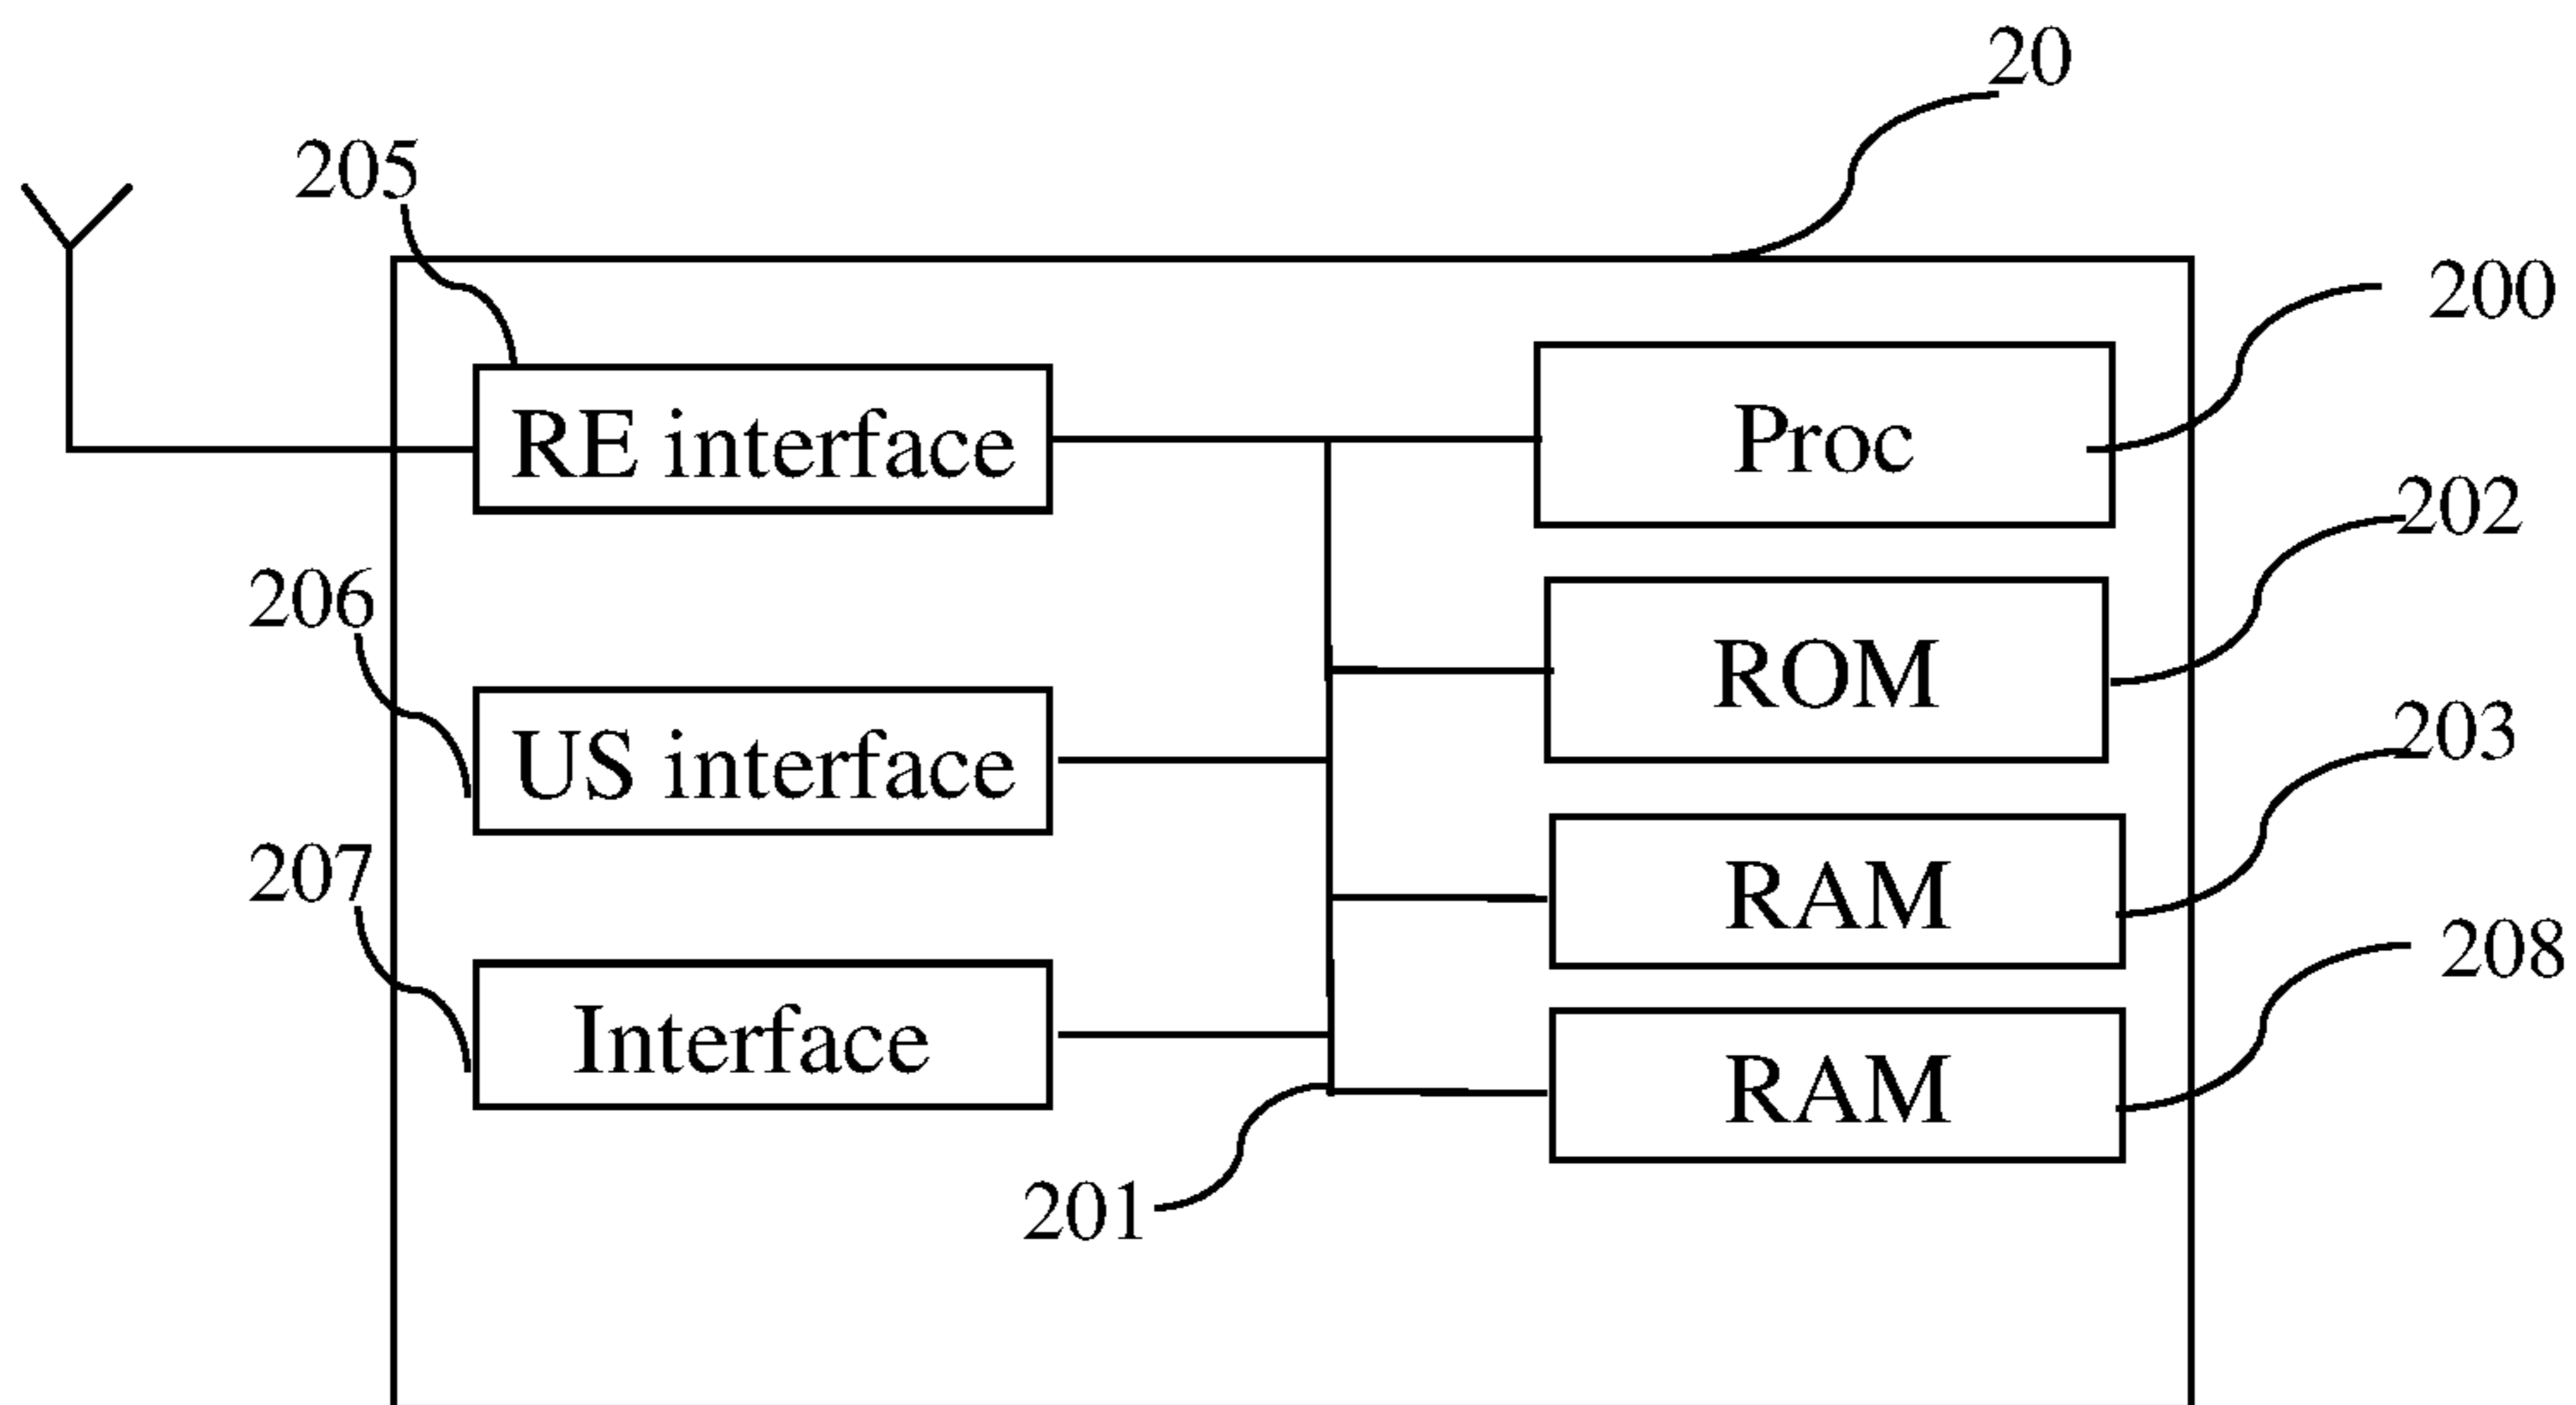 20
205
200
RE interface
Proc
202
206
ROM
203
US interface
207
RAM
208
Interface
RAM
201